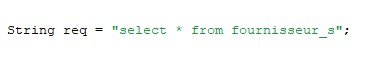 String req = "select * from fournisseur_s";